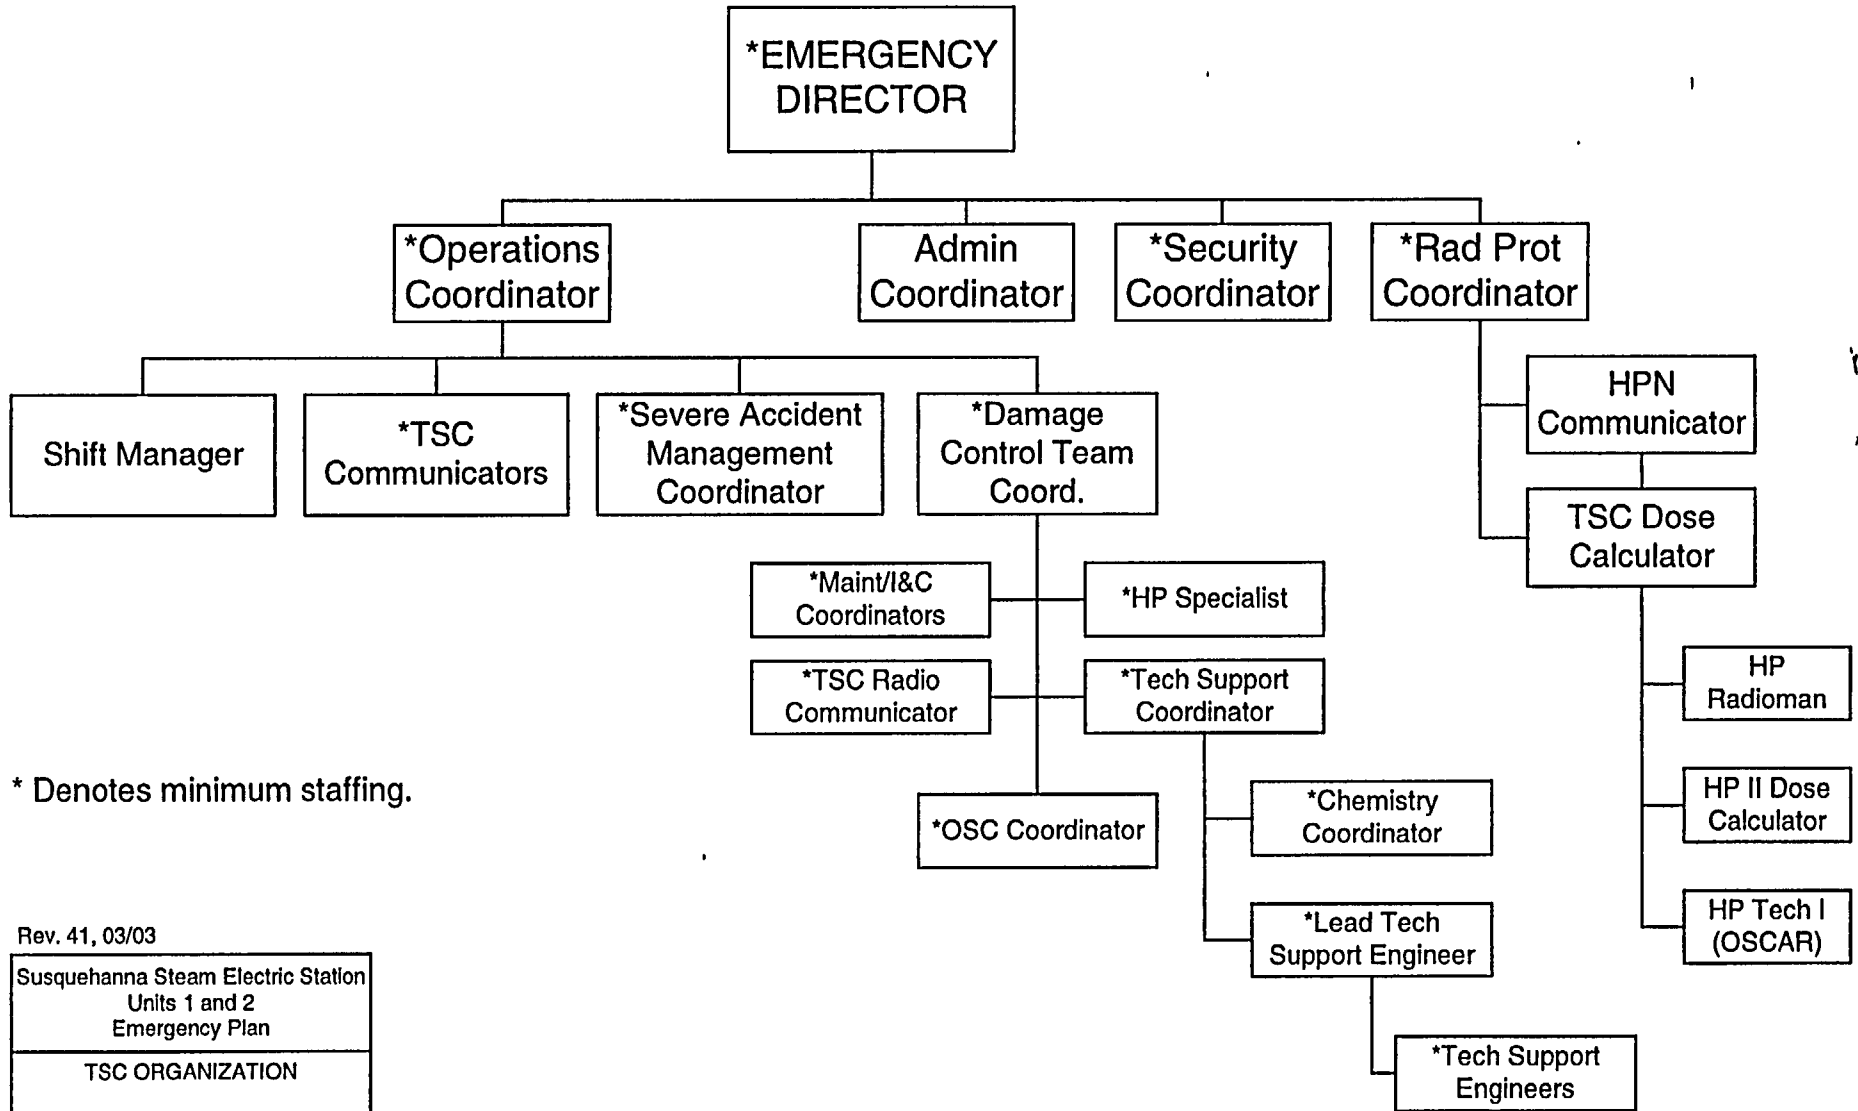 *EMERGENCY
DIRECTOR
*Operations
Coordinator
Admin
Coordinator
*Security
Coordinator
*Rad Prot
Coordinator
HPN
Communicator
Shift Manager
*TSC
Communicators
*Severe Accident
Management
Coordinator
*Damage
Control Team
Coord.
TSC Dose
Calculator
*Maint/I&C
Coordinators
*HP Specialist
*TSC Radio
Communicator
*Tech Support
Coordinator
HP
Radioman
* Denotes minimum staffing.
*OSC Coordinator
*Chemistry
Coordinator
HP II Dose
Calculator
*Lead Tech
Support Engineer
HP Tech I
(OSCAR)
*Tech Support
Engineers
Rev. 41, 03/03
Susquehanna Steam Electric Station
Units 1 and 2
Emergency Plan
TSC ORGANIZATION